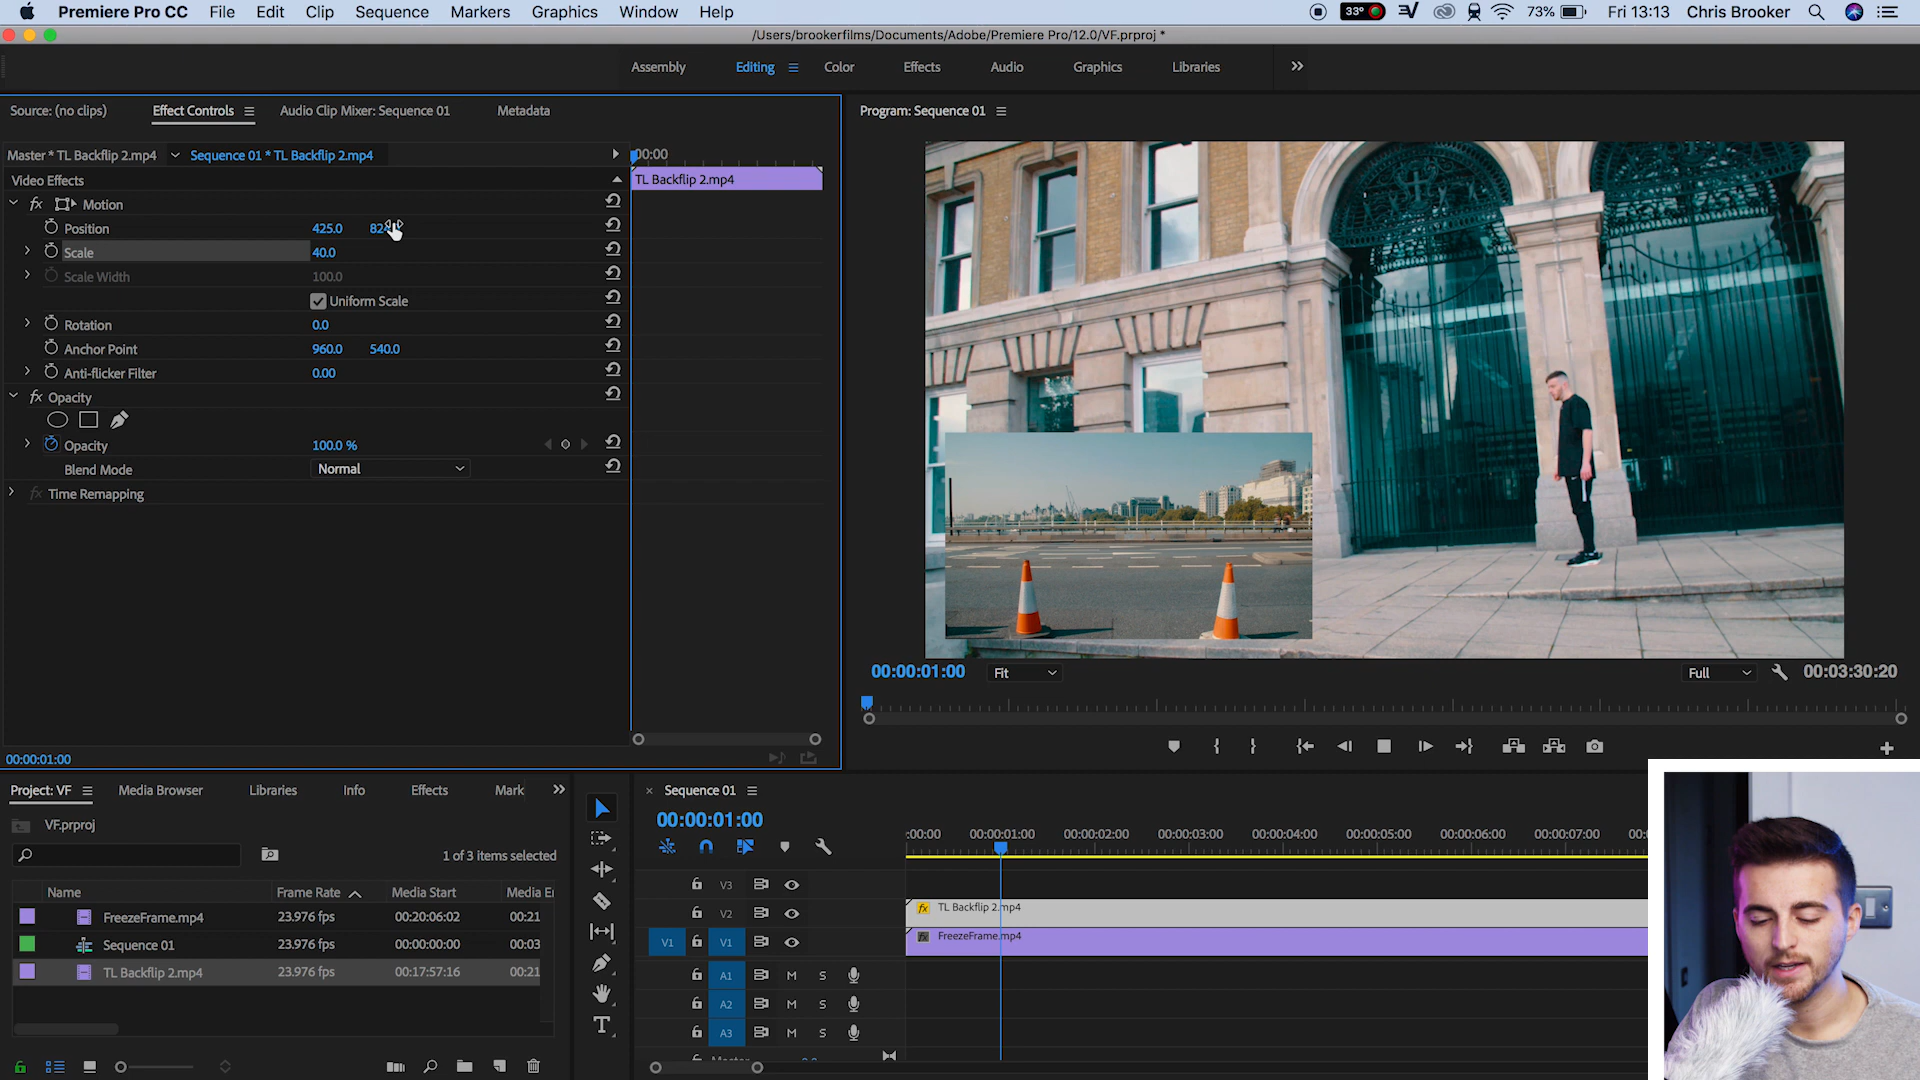 Premiere Pro CC File Edit Clip Sequence Markers Graphics Window Help 33° 73% Fri 13:13 Chris Brooker
/Users/brookerfilms/Documents/Adobe/Premiere Pro/12.0/VF.prproj *
Assembly Editing Color Effects Audio Graphics Libraries
Source: (no clips) Effect Controls Audio Clip Mixer: Sequence 01 Metadata
Program: Sequence 01
Master * TL Backflip 2.mp4 Sequence 01 * TL Backflip 2.mp4 00:00
Video Effects TL Backflip 2.mp4
fx Motion
Position 425.0
Scale 40.0
Scale Width 100.0
Uniform Scale
Rotation 0.0
Anchor Point 960.0 540.0
Anti-flicker Filter 0.00
fx Opacity
Opacity 100.0 %
Blend Mode Normal
fx Time Remapping
00:00:01:00 Fit Full 00:03:30:20
00:00:01:00
Project: VF Media Browser Libraries Info Effects Mark
VF.prproj
1 of 3 items selected
Name Frame Rate Media Start Media
FreezeFrame.mp4 23.976 fps 00:20:06:02 00:21
Sequence 01 23.976 fps 00:00:00:00 00:03
TL Backflip 2.mp4 23.976 fps 00:17:57:16 00:21
× Sequence 01
00:00:01:00
:00:00 00:00:01:00 00:00:02:00 00:00:03:00 00:00:04:00 00:00:05:00 00:00:06:00 00:00:07:00
V3
V2 fx TL Backflip 2.mp4
V1 V1 fx FreezeFrame.mp4
A1 M S
A2 M S
A3 M S